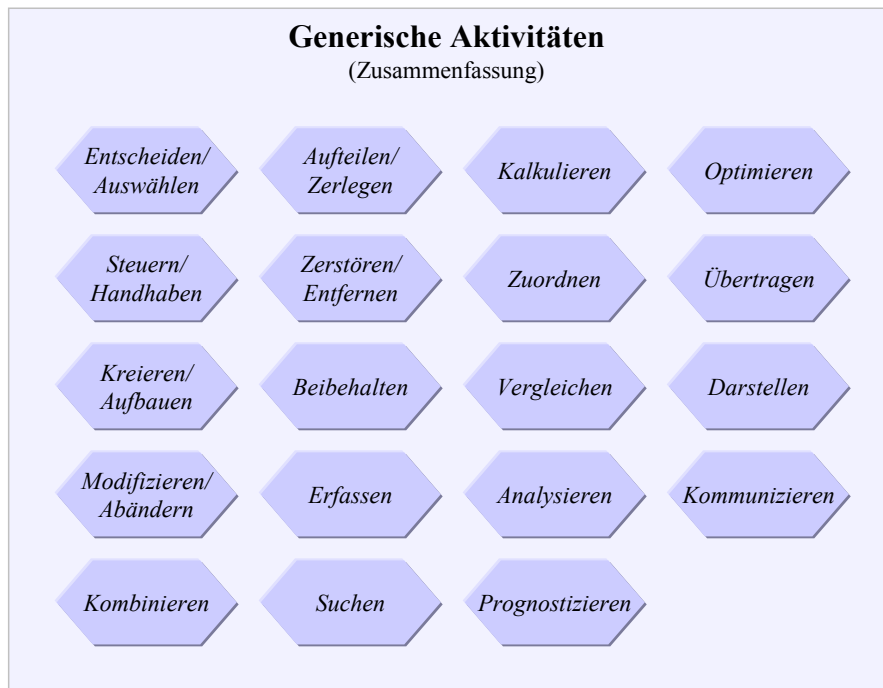 Generische Aktivitäten
(Zusammenfassung)
Entscheiden/
Auswählen
Aufteilen/
Zerlegen
Kalkulieren
Optimieren
Steuern/
Handhaben
Zerstören/
Entfernen
Zuordnen
Übertragen
Kreieren/
Aufbauen
Beibehalten
Vergleichen
Darstellen
Modifizieren/
Abändern
Erfassen
Analysieren
Kommunizieren
Kombinieren
Suchen
Prognostizieren